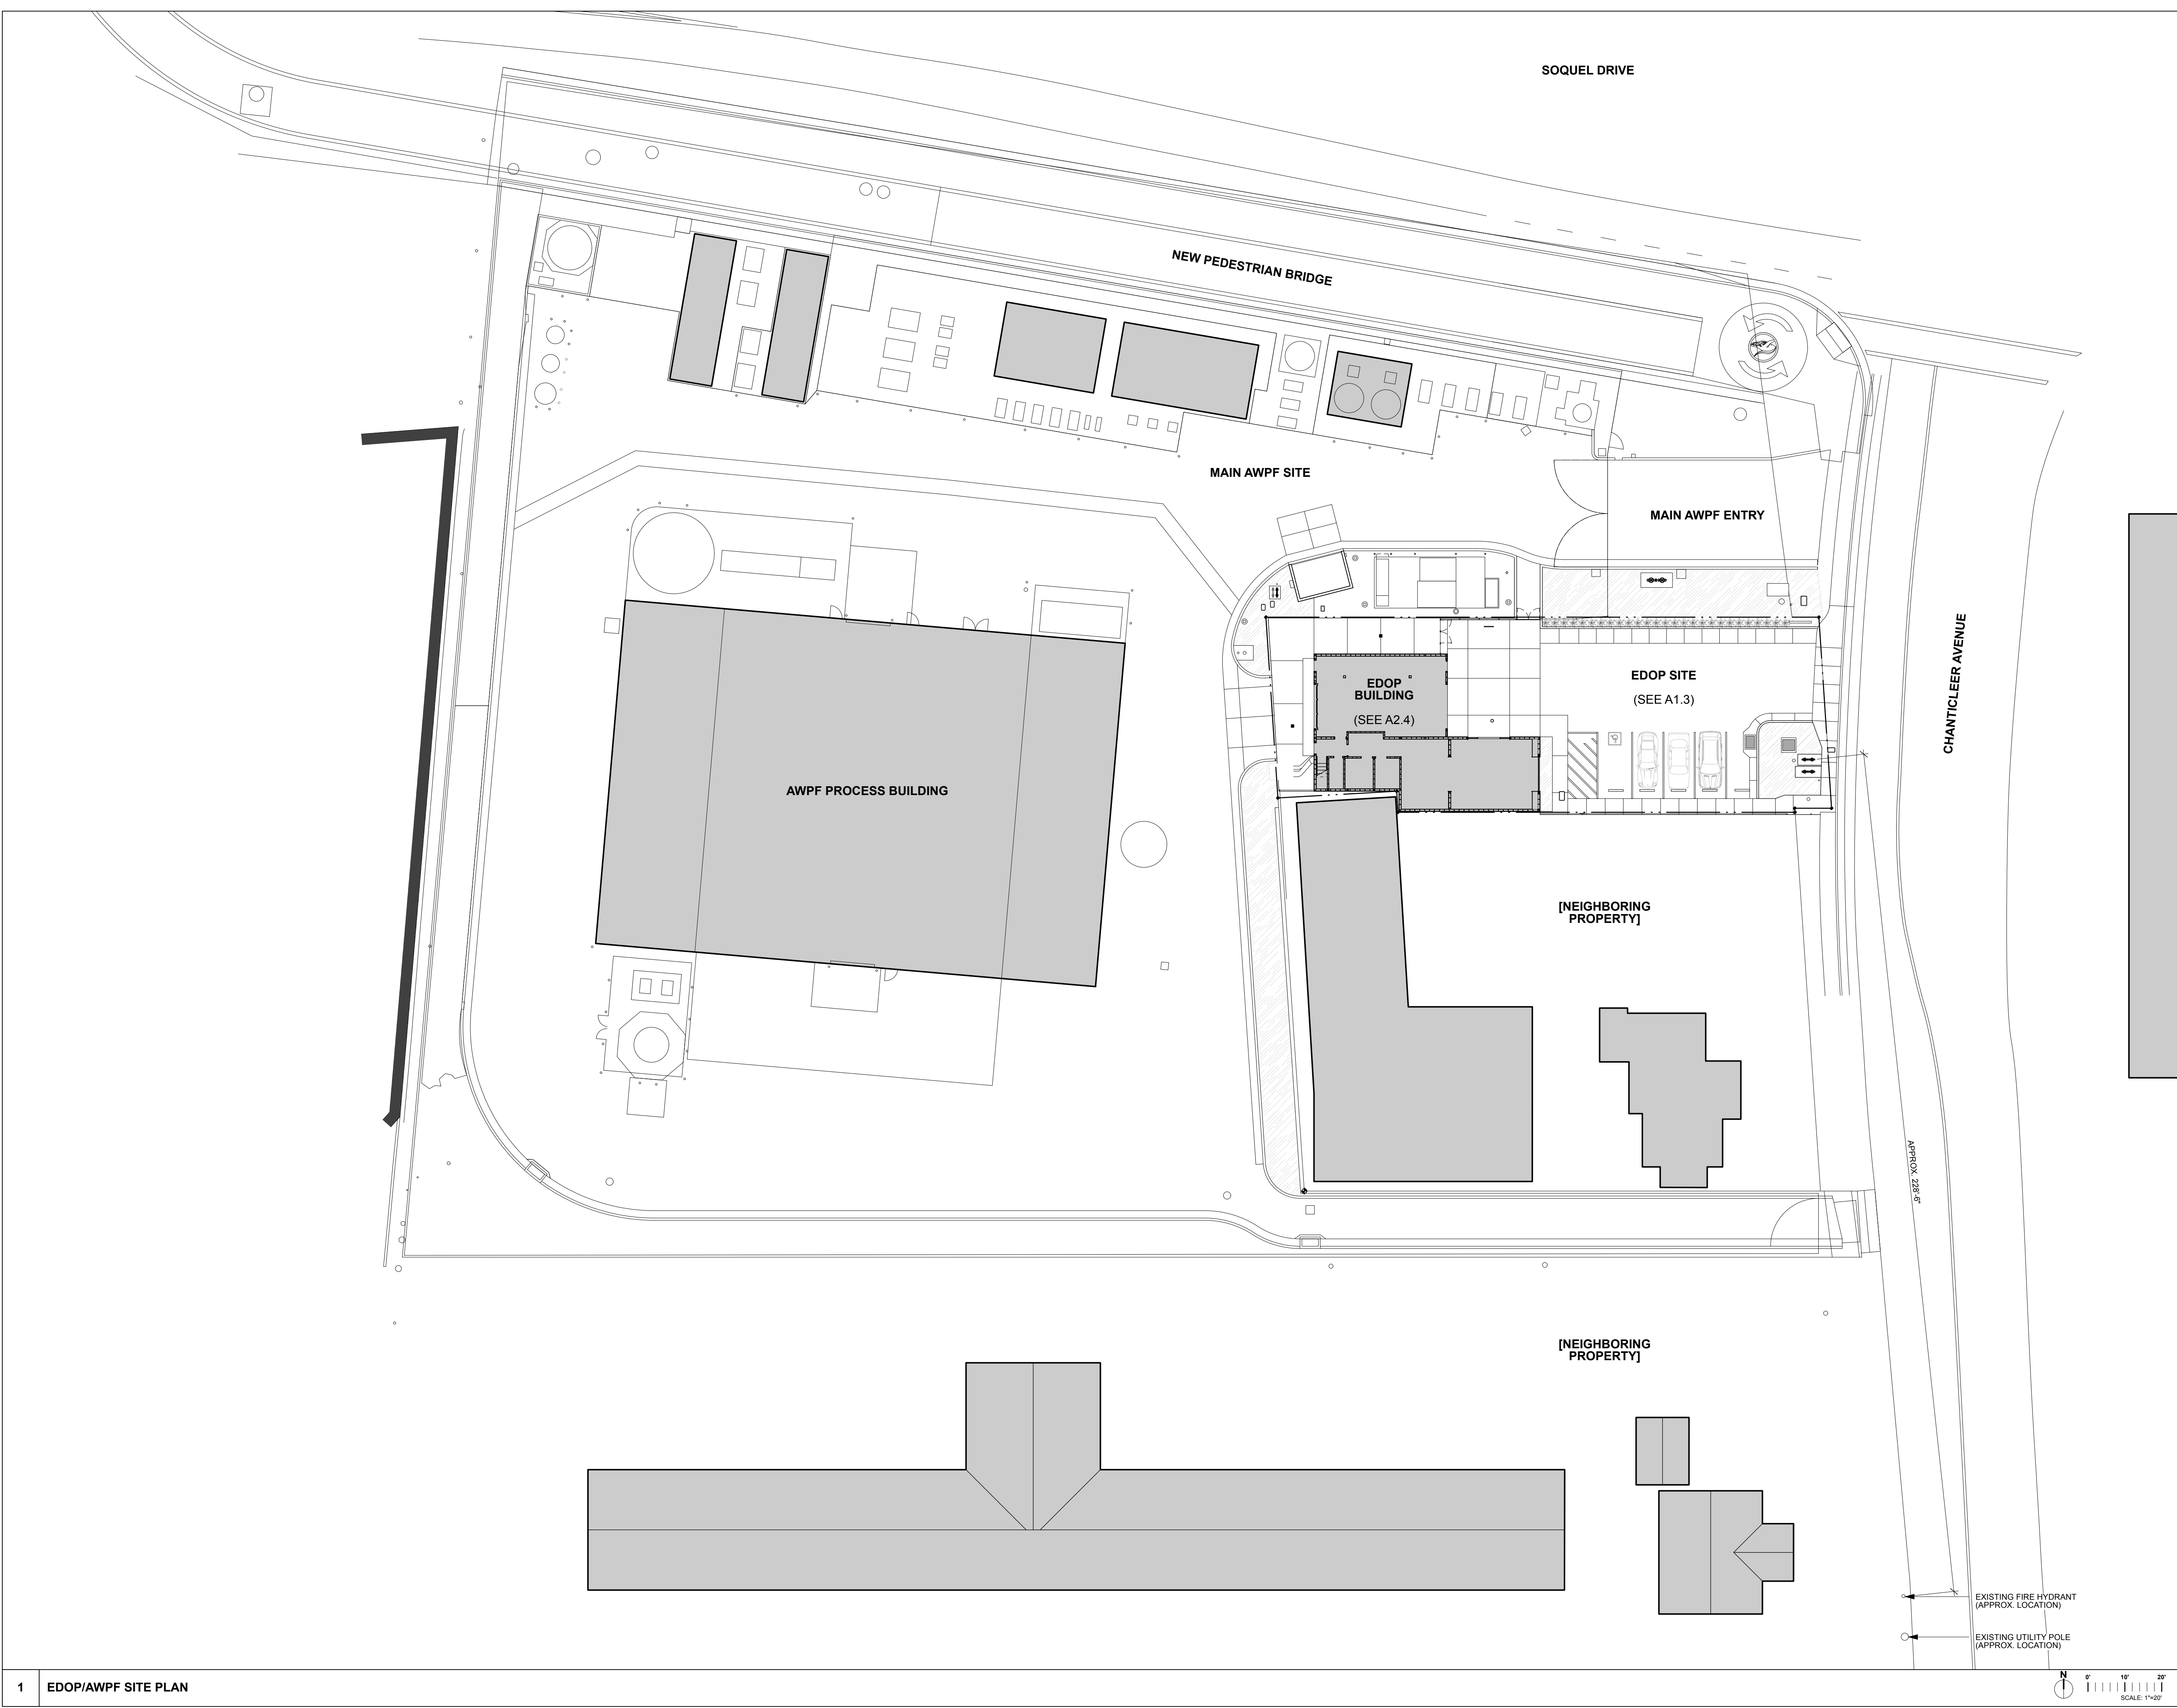 SOQUEL DRIVE
NEW PEDESTRIAN BRIDGE
MAIN AWPF SITE
MAIN AWPF ENTRY
CHANTICLEER AVENUE
EDOP
BUILDING
(SEE A2.4)
EDOP SITE
(SEE A1.3)
AWPF PROCESS BUILDING
[NEIGHBORING
PROPERTY]
APPROX. 228'-6"
[NEIGHBORING
PROPERTY]
EXISTING FIRE HYDRANT
(APPROX. LOCATION)
EXISTING UTILITY POLE
(APPROX. LOCATION)
1 EDOP/AWPF SITE PLAN
N
0' 10' 20'
SCALE: 1"=20'